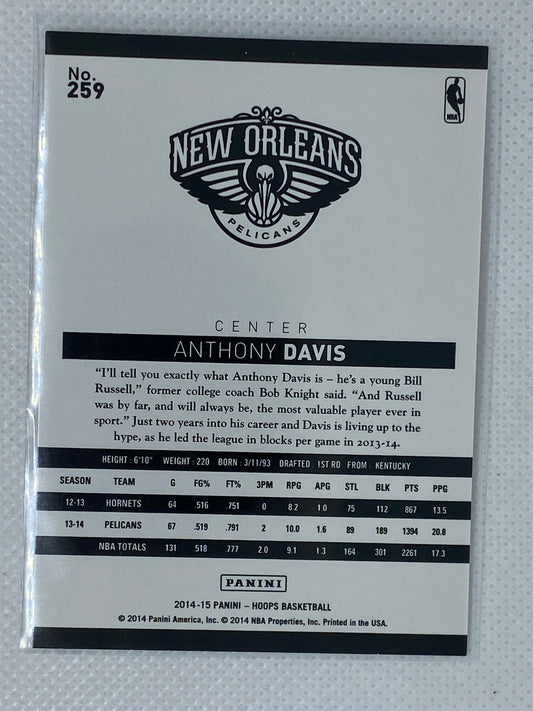 No.
259
NBA
NEW ORLEANS
PELICANS
CENTER
ANTHONY DAVIS
"I'll tell you exactly what Anthony Davis is – he's a young Bill
Russell," former college coach Bob Knight said. "And Russell
was by far, and will always be, the most valuable player ever in
sport." Just two years into his career and Davis is living up to the
hype, as he led the league in blocks per game in 2013-14.
HEIGHT : 6'10" WEIGHT : 220 BORN : 3/11/93 DRAFTED : 1ST RD FROM : KENTUCKY
SEASON TEAM G FG% FT% 3PM RPG APG STL BLK PTS PPG
12-13 HORNETS 64 .516 .751 0 8.2 1.0 75 112 867 13.5
13-14 PELICANS 67 .519 .791 2 10.0 1.6 89 189 1394 20.8
NBA TOTALS 131 .518 .777 2.0 9.1 1.3 164 301 2261 17.3
PANINI
2014-15 PANINI – HOOPS BASKETBALL
© 2014 Panini America, Inc. © 2014 NBA Properties, Inc. Printed in the USA.